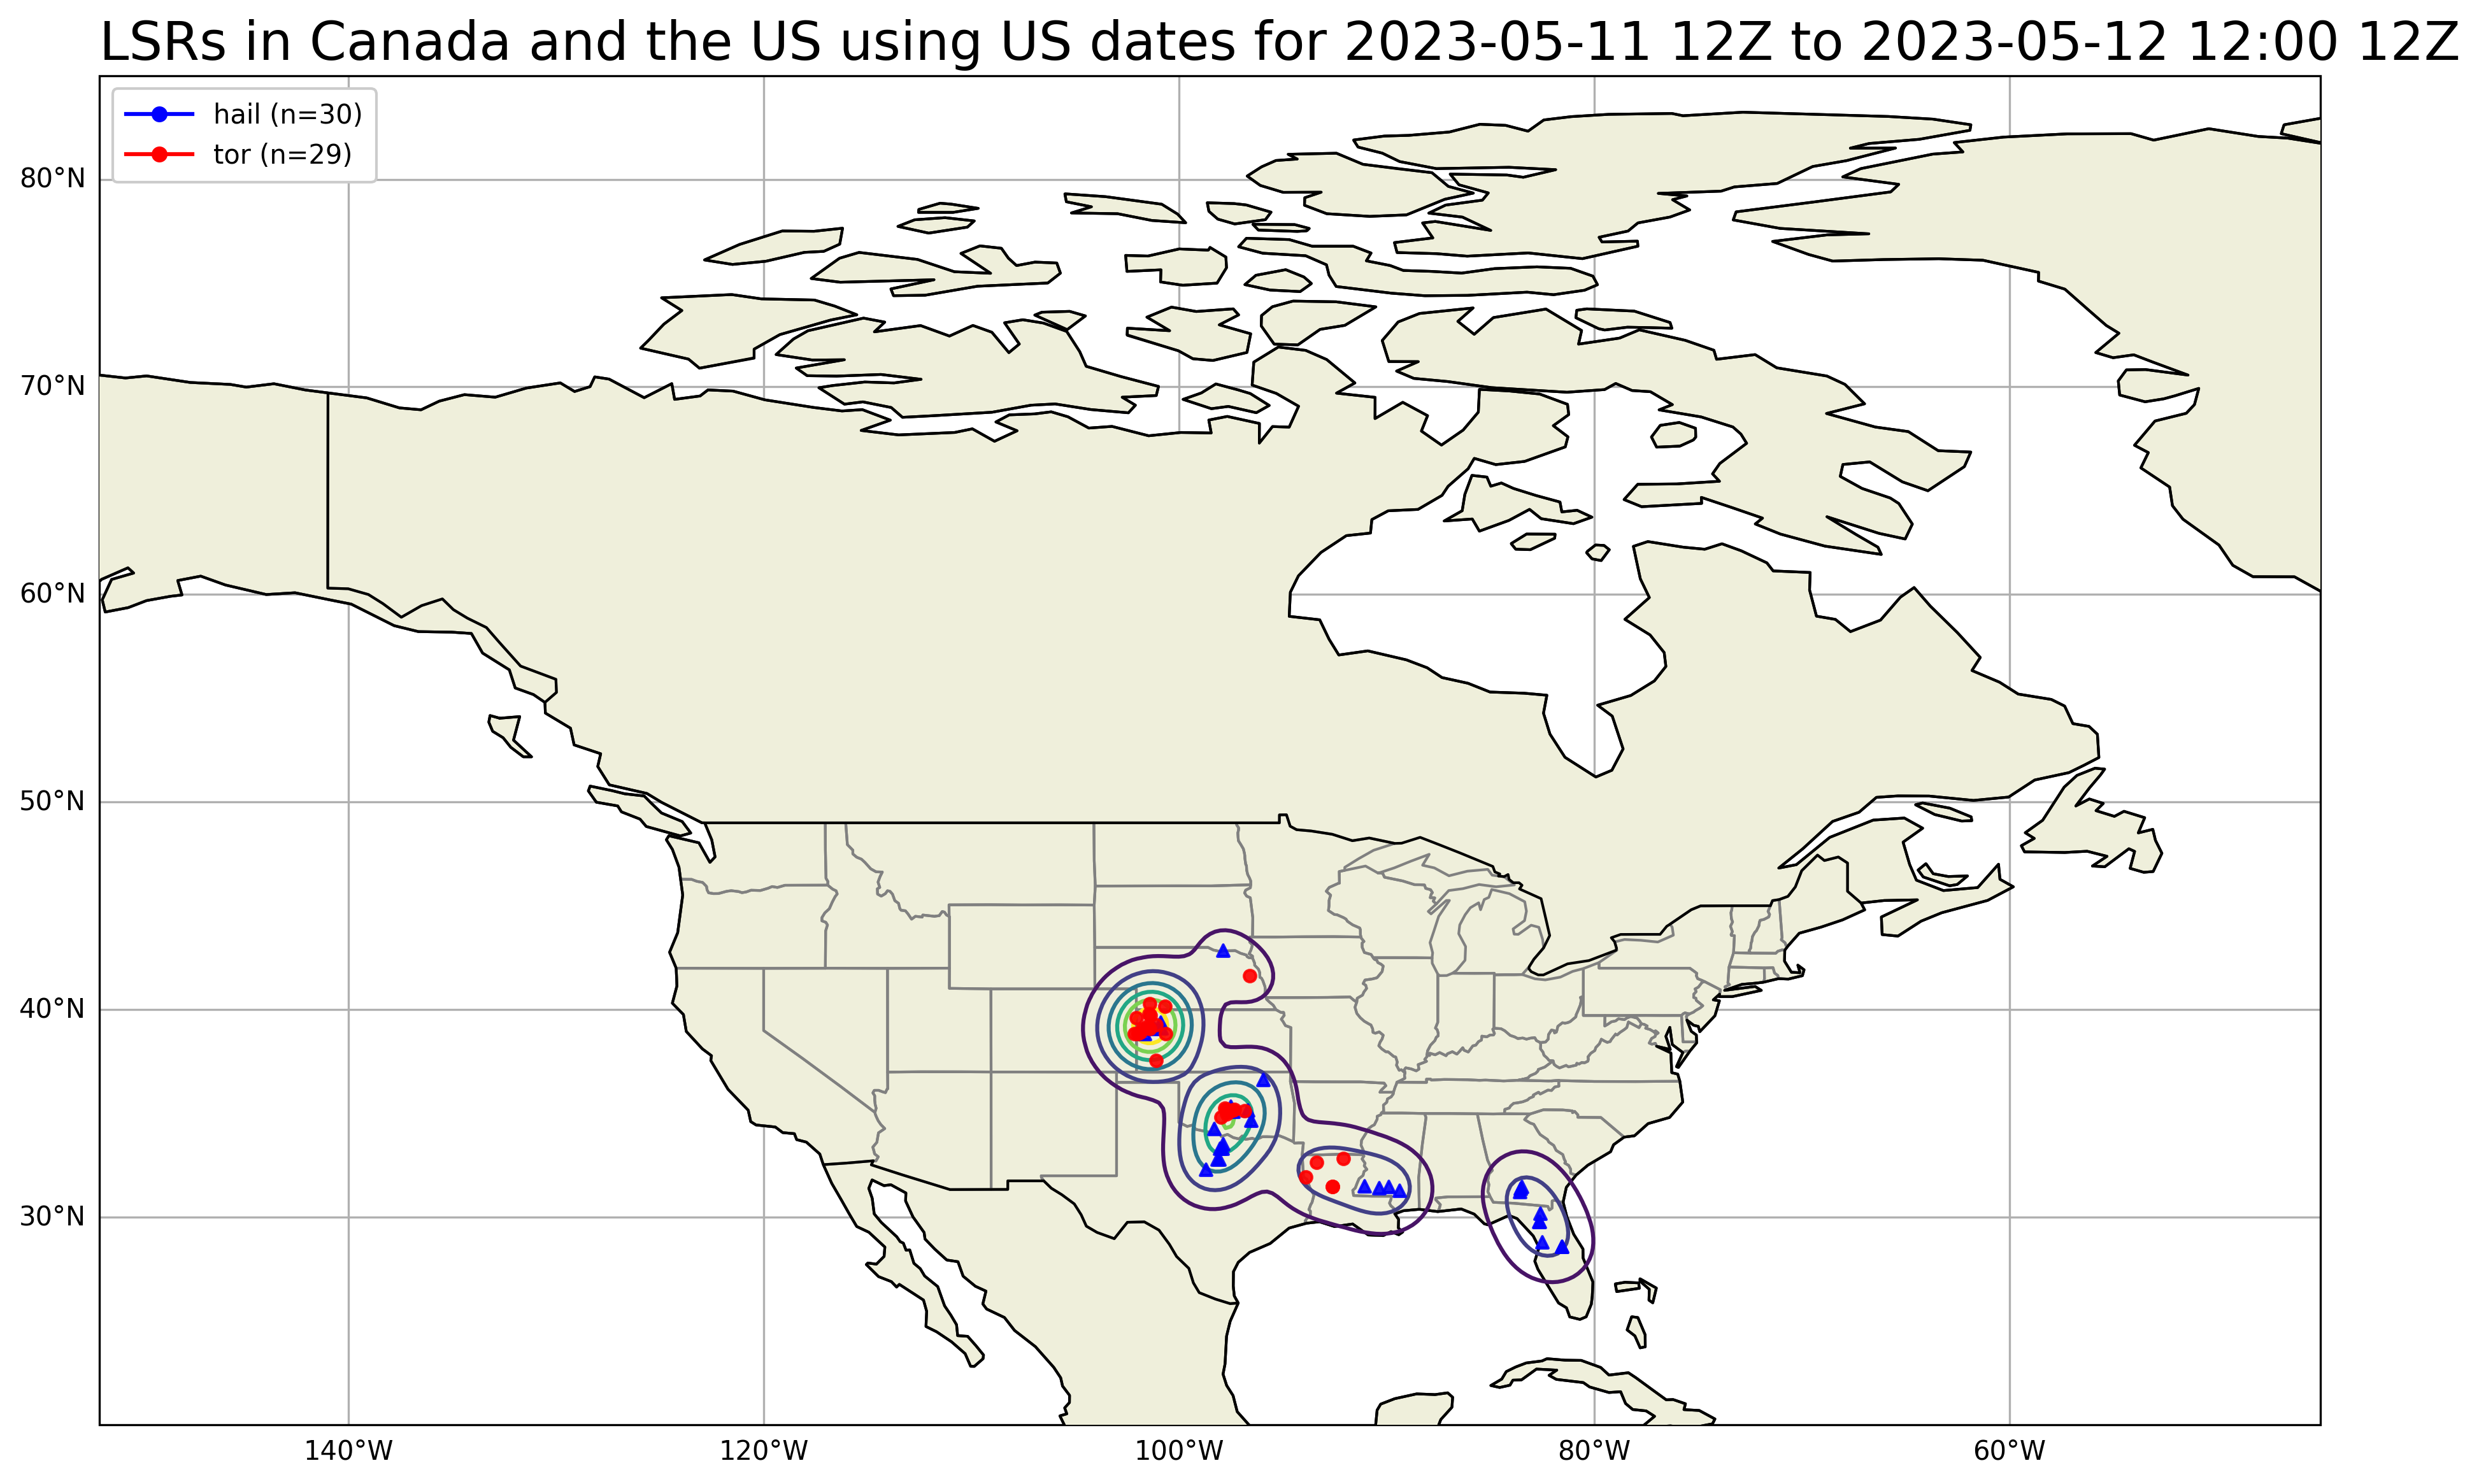 LSRs in Canada and the US using US dates for 2023-05-11 12Z to 2023-05-12 12:00 12Z
hail (n=30)
tor (n=29)
80°N
70°N
60°N
50°N
40°N
30°N
140°W
120°W
100°W
80°W
60°W